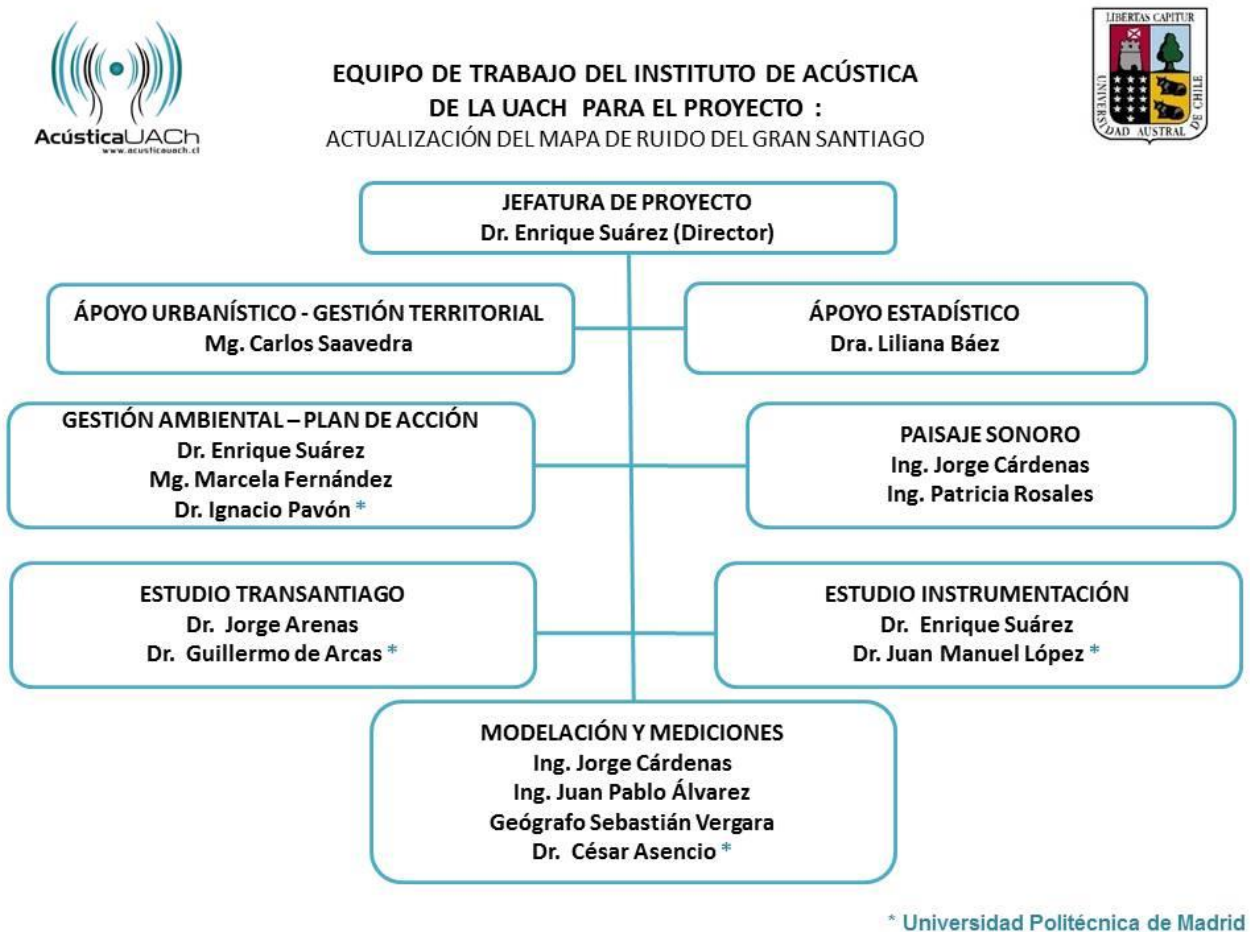 AcústicaUACh
www.acusticauach.cl
EQUIPO DE TRABAJO DEL INSTITUTO DE ACÚSTICA
DE LA UACH PARA EL PROYECTO :
ACTUALIZACIÓN DEL MAPA DE RUIDO DEL GRAN SANTIAGO
LIBERTAS CAPITUR
UNIVERSIDAD AUSTRAL DE CHILE
JEFATURA DE PROYECTO
Dr. Enrique Suárez (Director)
ÁPOYO URBANÍSTICO - GESTIÓN TERRITORIAL
Mg. Carlos Saavedra
ÁPOYO ESTADÍSTICO
Dra. Liliana Báez
GESTIÓN AMBIENTAL – PLAN DE ACCIÓN
Dr. Enrique Suárez
Mg. Marcela Fernández
Dr. Ignacio Pavón *
PAISAJE SONORO
Ing. Jorge Cárdenas
Ing. Patricia Rosales
ESTUDIO TRANSANTIAGO
Dr. Jorge Arenas
Dr. Guillermo de Arcas *
ESTUDIO INSTRUMENTACIÓN
Dr. Enrique Suárez
Dr. Juan Manuel López *
MODELACIÓN Y MEDICIONES
Ing. Jorge Cárdenas
Ing. Juan Pablo Álvarez
Geógrafo Sebastián Vergara
Dr. César Asencio *
* Universidad Politécnica de Madrid